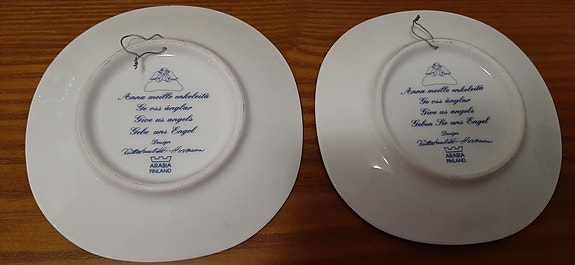 Anna meille enkeleitä
Ge oss änglar
Give us angels
Gebe uns Engel
Design
ARABIA
FINLAND
Anna meille enkeleitä
Ge oss änglar
Give us angels
Geben Sie uns Engel
Design
ARABIA
FINLAND